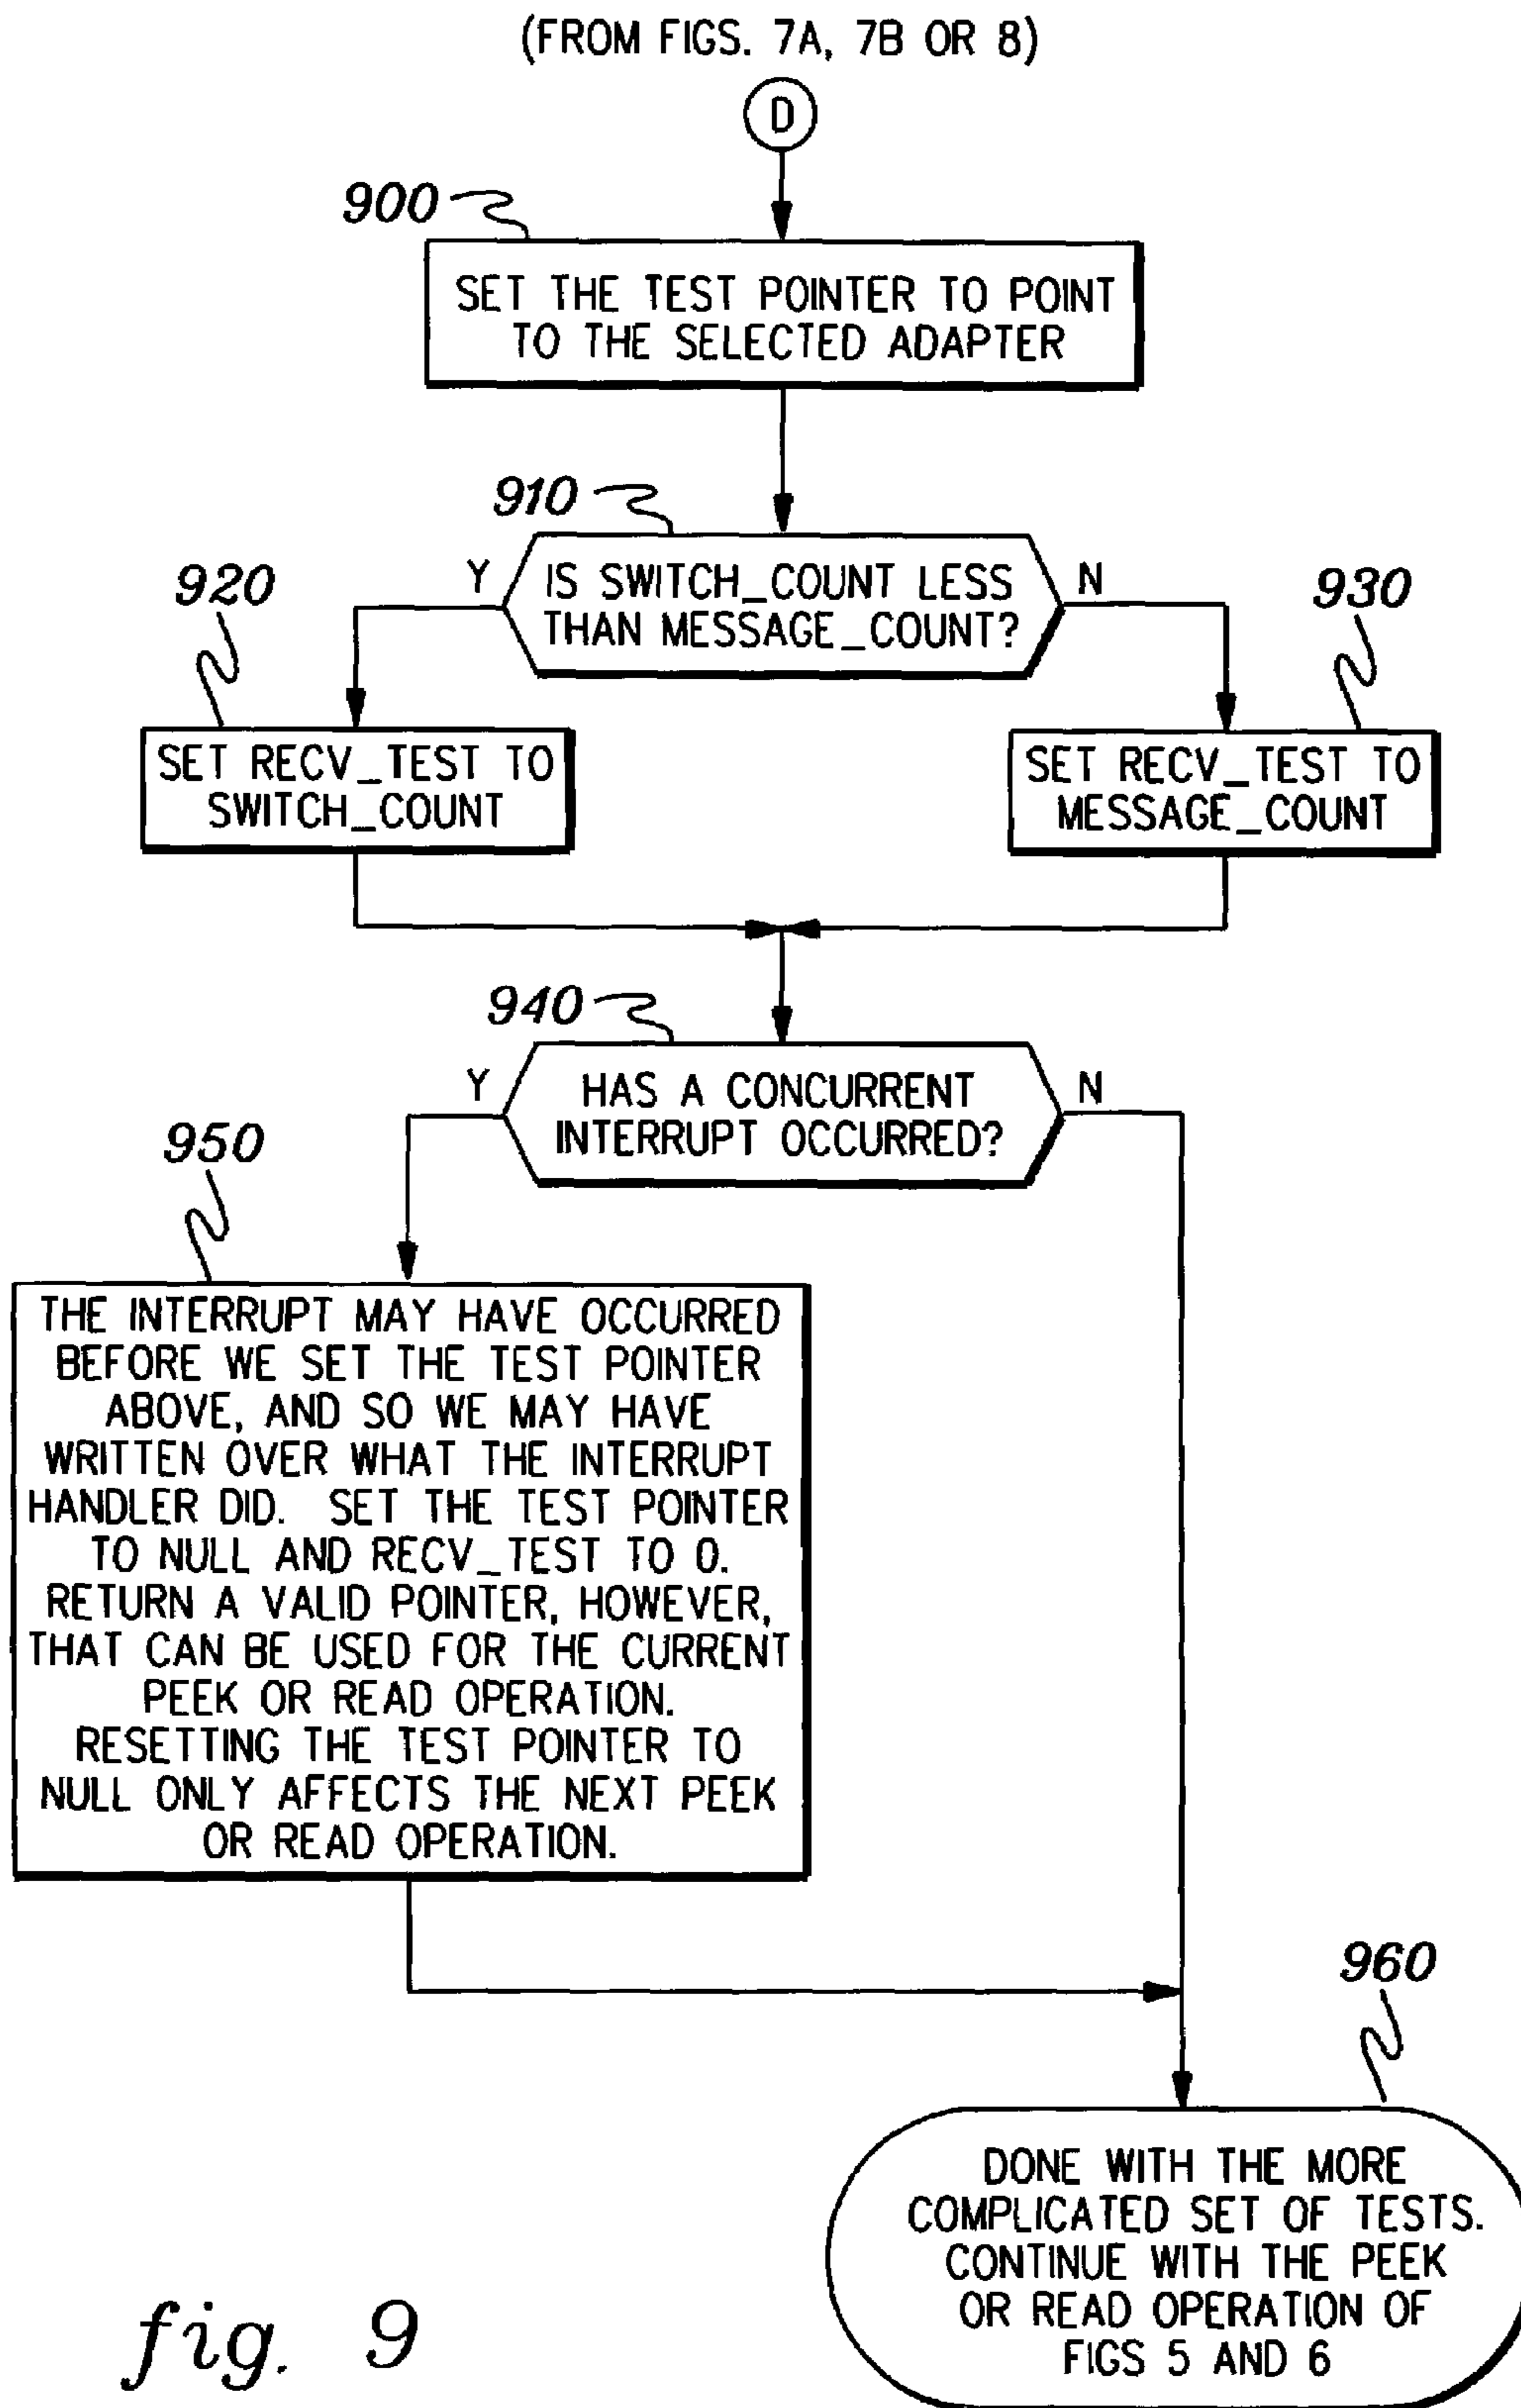 (FROM FIGS. 7A, 7B OR 8)
D
900
SET THE TEST POINTER TO POINT
TO THE SELECTED ADAPTER
910
Y
IS SWITCH_COUNT LESS
THAN MESSAGE_COUNT?
N
920
930
SET RECV_TEST TO
SWITCH_COUNT
SET RECV_TEST TO
MESSAGE_COUNT
940
Y
HAS A CONCURRENT
INTERRUPT OCCURRED?
N
950
THE INTERRUPT MAY HAVE OCCURRED
BEFORE WE SET THE TEST POINTER
ABOVE, AND SO WE MAY HAVE
WRITTEN OVER WHAT THE INTERRUPT
HANDLER DID. SET THE TEST POINTER
TO NULL AND RECV_TEST TO 0.
RETURN A VALID POINTER, HOWEVER,
THAT CAN BE USED FOR THE CURRENT
PEEK OR READ OPERATION.
RESETTING THE TEST POINTER TO
NULL ONLY AFFECTS THE NEXT PEEK
OR READ OPERATION.
960
DONE WITH THE MORE
COMPLICATED SET OF TESTS.
CONTINUE WITH THE PEEK
OR READ OPERATION OF
FIGS 5 AND 6
fig. 9